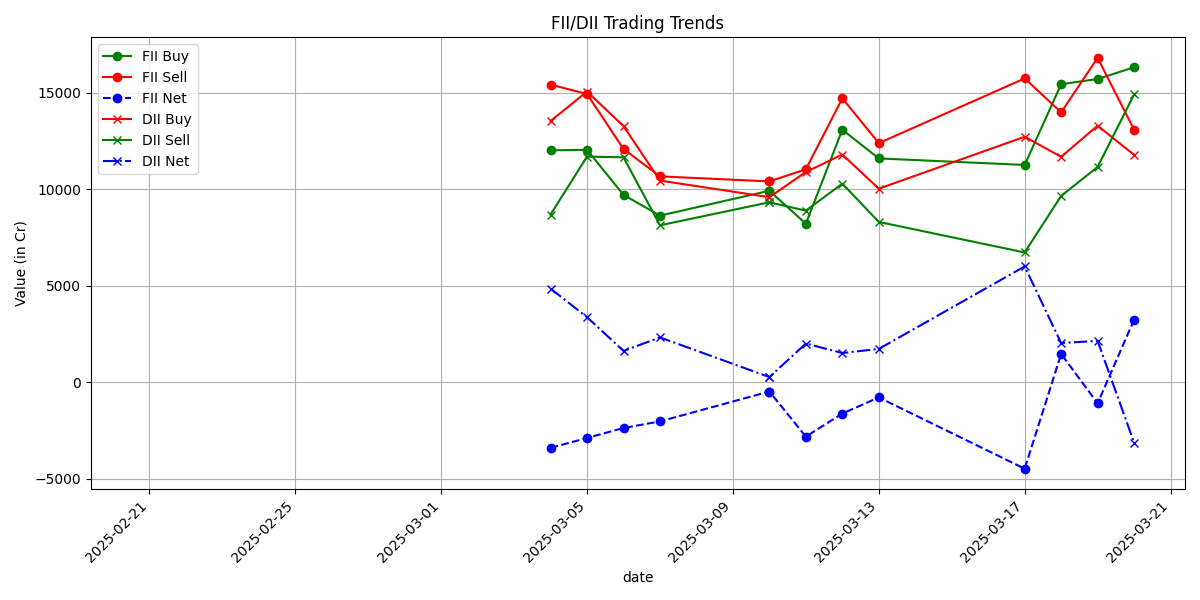 FII/DII Trading Trends
FII Buy
FII Sell
FII Net
DII Buy
DII Sell
DII Net
Value (in Cr)
15000
10000
5000
0
−5000
2025-02-21
2025-02-25
2025-03-01
2025-03-05
2025-03-09
2025-03-13
2025-03-17
2025-03-21
date